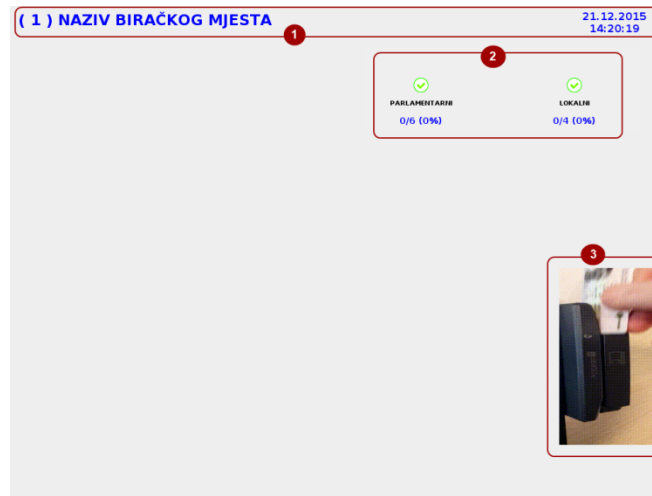 ( 1 ) NAZIV BIRAČKOG MJESTA
21.12.2015
14:20:19
1
2
PARLAMENTARNI
LOKALNI
0/6 (0%)
0/4 (0%)
3